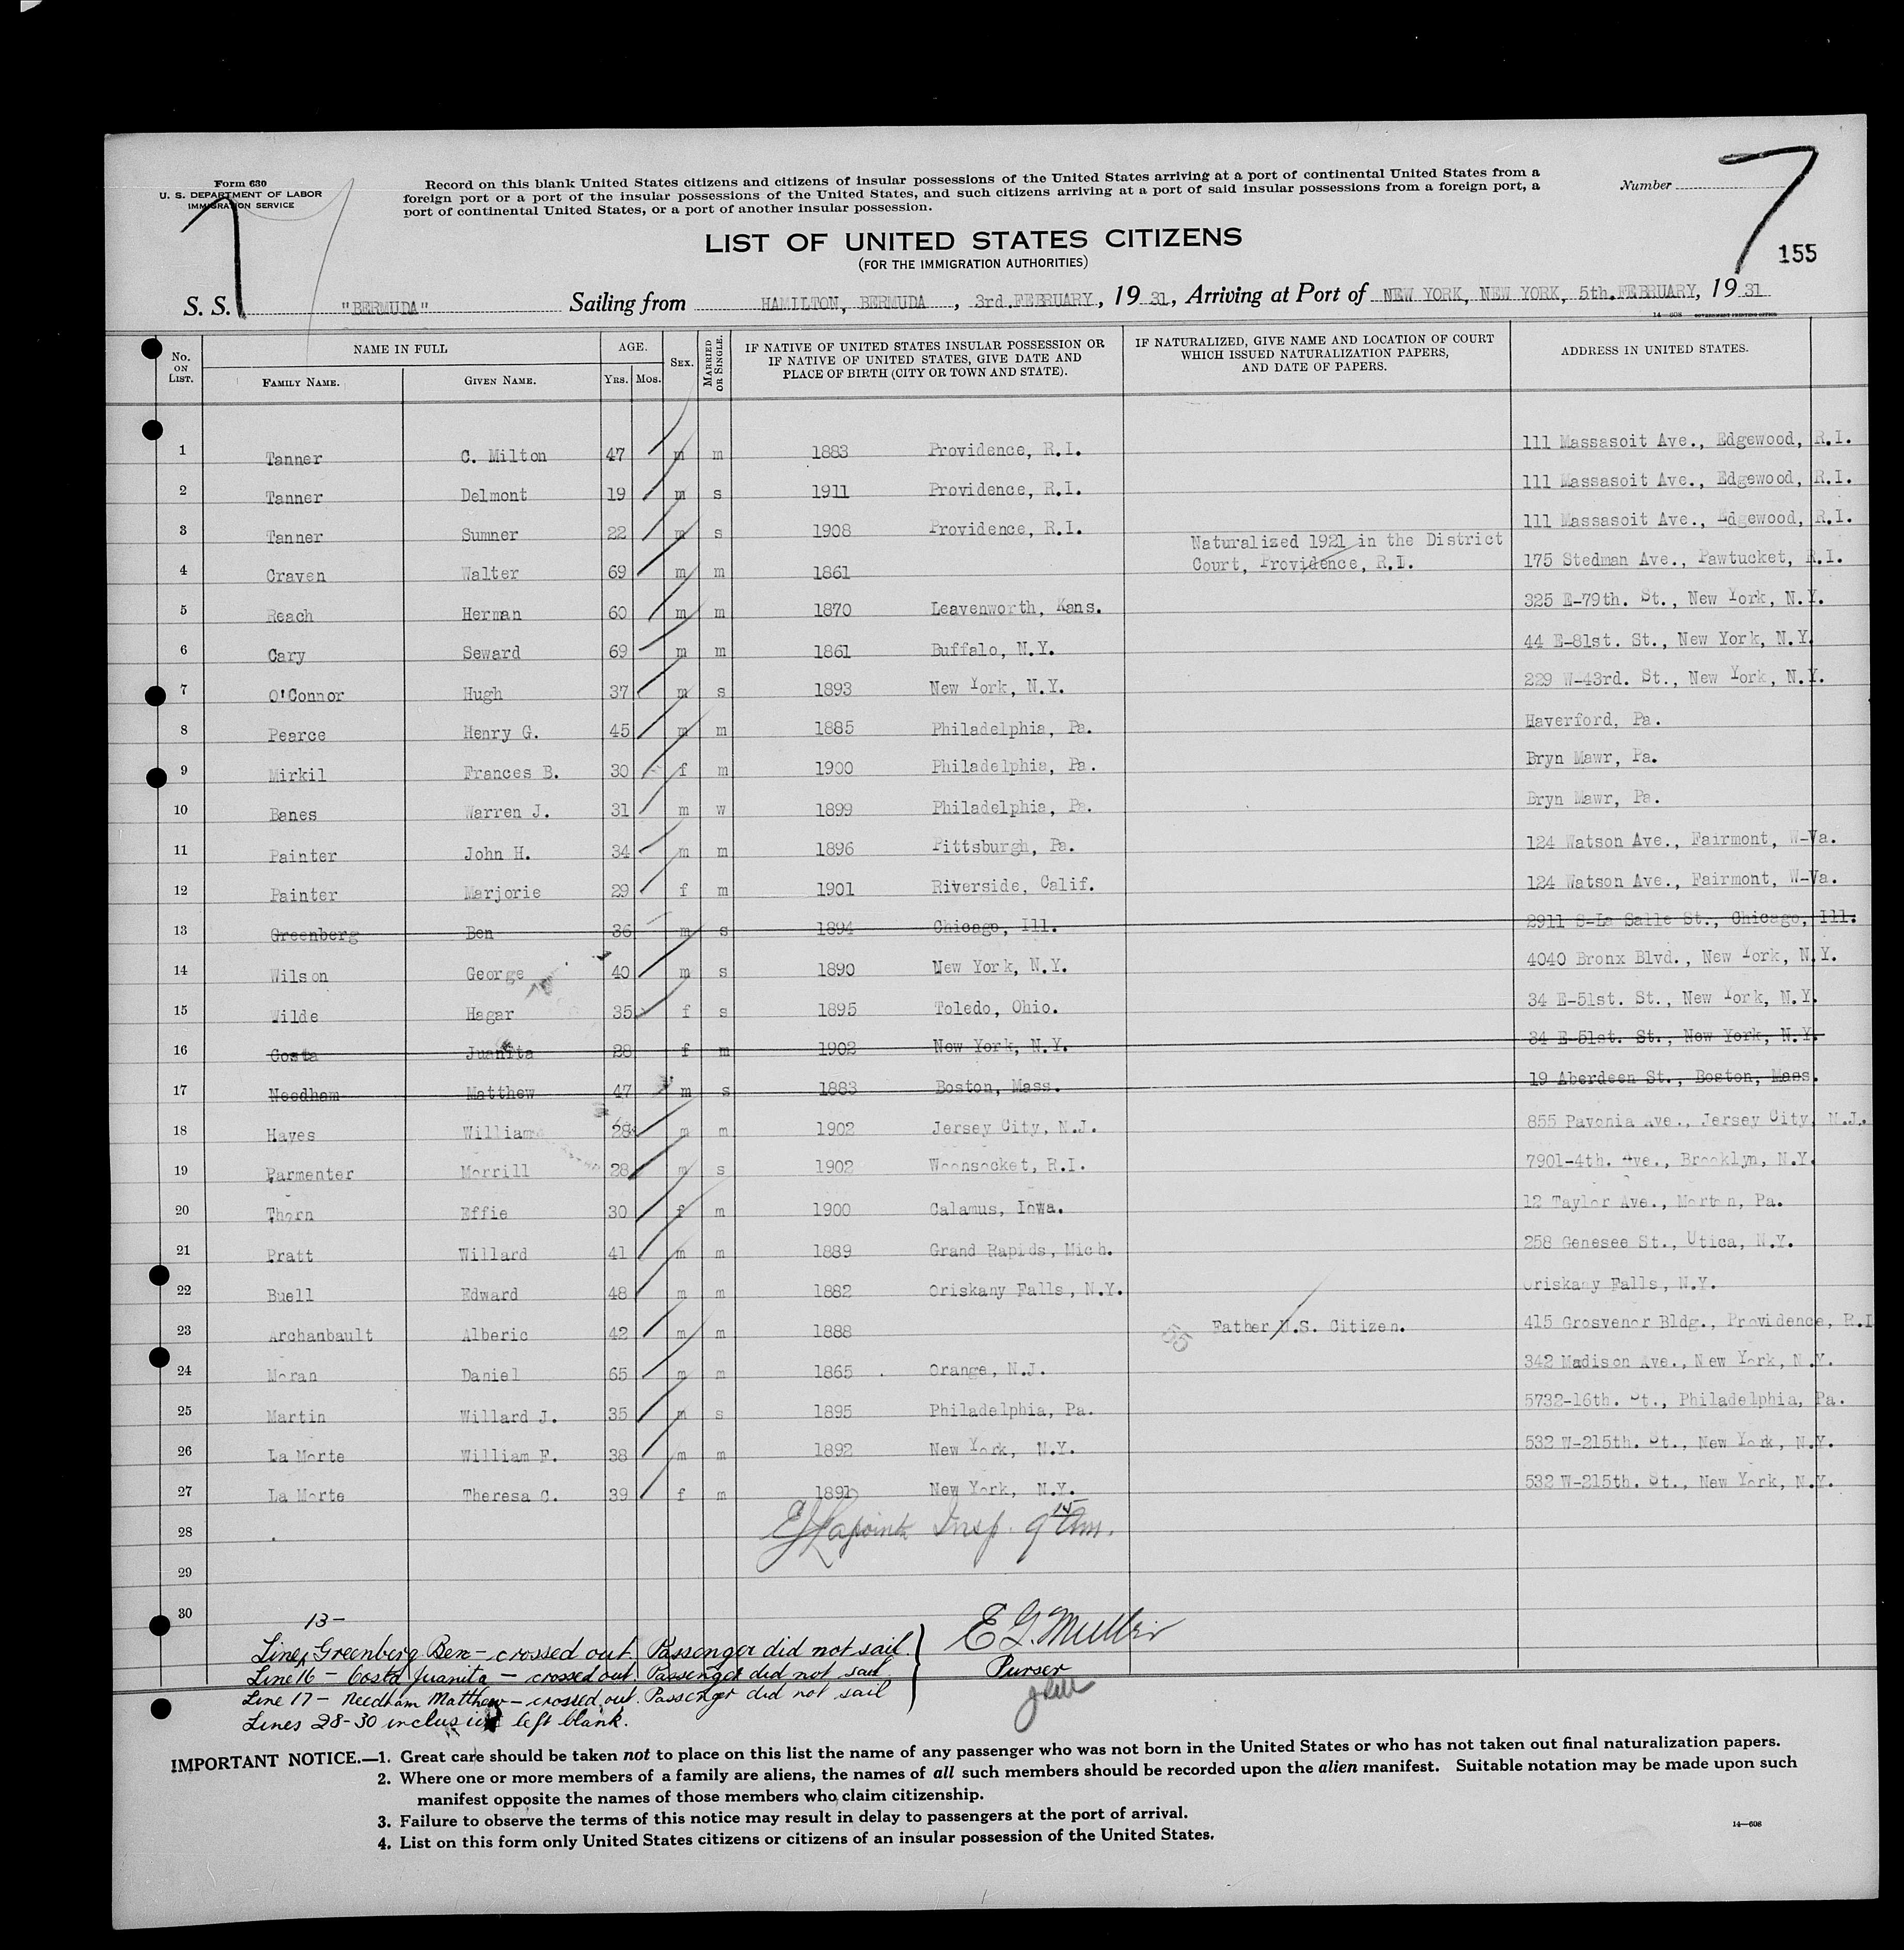 Form 630
U. S. DEPARTMENT OF LABOR
IMMIGRATION SERVICE
Record on this blank United States citizens and citizens of insular possessions of the United States arriving at a port of continental United States from a
foreign port or a port of the insular possessions of the United States, and such citizens arriving at a port of said insular possessions from a foreign port, a
port of continental United States, or a port of another insular possession.
Number
7
7
155
LIST OF UNITED STATES CITIZENS
(FOR THE IMMIGRATION AUTHORITIES)
S. S. "BERMUDA" Sailing from HAMILTON, BERMUDA, 3rd.FEBRUARY, 19 31, Arriving at Port of NEW YORK, NEW YORK, 5th.FEBRUARY, 19 31
14—608 GOVERNMENT PRINTING OFFICE
No. ON LIST. NAME IN FULL AGE. SEX. MARRIED OR SINGLE. IF NATIVE OF UNITED STATES INSULAR POSSESSION OR IF NATIVE OF UNITED STATES, GIVE DATE AND PLACE OF BIRTH (CITY OR TOWN AND STATE). IF NATURALIZED, GIVE NAME AND LOCATION OF COURT WHICH ISSUED NATURALIZATION PAPERS, AND DATE OF PAPERS. ADDRESS IN UNITED STATES.
FAMILY NAME. GIVEN NAME. YRS. MOS.
1 Tanner C. Milton 47 m m 1883 Providence, R.I. 111 Massasoit Ave., Edgewood, R.I.
2 Tanner Delmont 19 m s 1911 Providence, R.I. 111 Massasoit Ave., Edgewood, R.I.
3 Tanner Sumner 22 m s 1908 Providence, R.I. 111 Massasoit Ave., Edgewood, R.I.
Naturalized 1921 in the District
4 Craven Walter 69 m m 1861 Court, Providence, R.I. 175 Stedman Ave., Pawtucket, R.I.
5 Reach Herman 60 m m 1870 Leavenworth, Kans. 325 E-79th. St., New York, N.Y.
6 Cary Seward 69 m m 1861 Buffalo, N.Y. 44 E-81st. St., New York, N.Y.
7 O'Connor Hugh 37 m s 1893 New York, N.Y. 229 W-43rd. St., New York, N.Y.
8 Pearce Henry G. 45 m m 1885 Philadelphia, Pa. Haverford, Pa.
9 Mirkil Frances B. 30 f m 1900 Philadelphia, Pa. Bryn Mawr, Pa.
10 Banes Warren J. 31 m w 1899 Philadelphia, Pa. Bryn Mawr, Pa.
11 Painter John H. 34 m m 1896 Pittsburgh, Pa. 124 Watson Ave., Fairmont, W-Va.
12 Painter Marjorie 29 f m 1901 Riverside, Calif. 124 Watson Ave., Fairmont, W-Va.
13 Greenberg Ben 36 m s 1894 Chicago, Ill. 2911 S-La Salle St., Chicago, Ill.
14 Wilson George 40 m s 1890 New York, N.Y. 4040 Bronx Blvd., New York, N.Y.
15 Wilde Hagar 35 f s 1895 Toledo, Ohio. 34 E-51st. St., New York, N.Y.
16 Costa Juanita 28 f m 1902 New York, N.Y. 34 E-51st. St., New York, N.Y.
17 Needham Matthew 47 m s 1883 Boston, Mass. 19 Aberdeen St., Boston, Mass.
18 Hayes William 28 m m 1902 Jersey City, N.J. 855 Pavonia Ave., Jersey City, N.J.
19 Parmenter Merrill 28 m s 1902 Woonsocket, R.I. 7901-4th. Ave., Brooklyn, N.Y.
20 Thorn Effie 30 f m 1900 Calamus, Iowa. 12 Taylor Ave., Morton, Pa.
21 Pratt Willard 41 m m 1889 Grand Rapids, Mich. 258 Genesee St., Utica, N.Y.
22 Buell Edward 48 m m 1882 Oriskany Falls, N.Y. Oriskany Falls, N.Y.
23 Archambault Alberic 42 m m 1888 Father U.S. Citizen. 415 Grosvenor Bldg., Providence, R.I
24 Moran Daniel 65 m m 1865 Orange, N.J. 342 Madison Ave., New York, N.Y.
25 Martin Willard J. 35 m s 1895 Philadelphia, Pa. 5732-16th. St., Philadelphia, Pa.
26 La Morte William F. 38 m m 1892 New York, N.Y. 532 W-215th. St., New York, N.Y.
27 La Morte Theresa C. 39 f m 1891 New York, N.Y. 532 W-215th. St., New York, N.Y.
28 EJ Lapointe Insp. 9 15 Am.
29
30
13-
Line Greenberg Ben - crossed out. Passenger did not sail.
Line 16 - Costa Juanita - crossed out. Passenger did not sail
Line 17 - Needham Matthew - crossed out. Passenger did not sail
Lines 28-30 inclusive left blank.
E G Muller
Purser
IMPORTANT NOTICE.—1. Great care should be taken not to place on this list the name of any passenger who was not born in the United States or who has not taken out final naturalization papers.
2. Where one or more members of a family are aliens, the names of all such members should be recorded upon the alien manifest. Suitable notation may be made upon such
manifest opposite the names of those members who claim citizenship.
3. Failure to observe the terms of this notice may result in delay to passengers at the port of arrival.
4. List on this form only United States citizens or citizens of an insular possession of the United States.
14—608